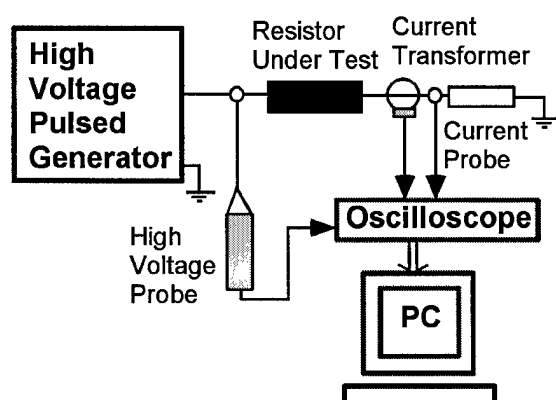 High
Voltage
Pulsed
Generator
Resistor
Under Test
Current
Transformer
Current
Probe
High
Voltage
Probe
Oscilloscope
PC